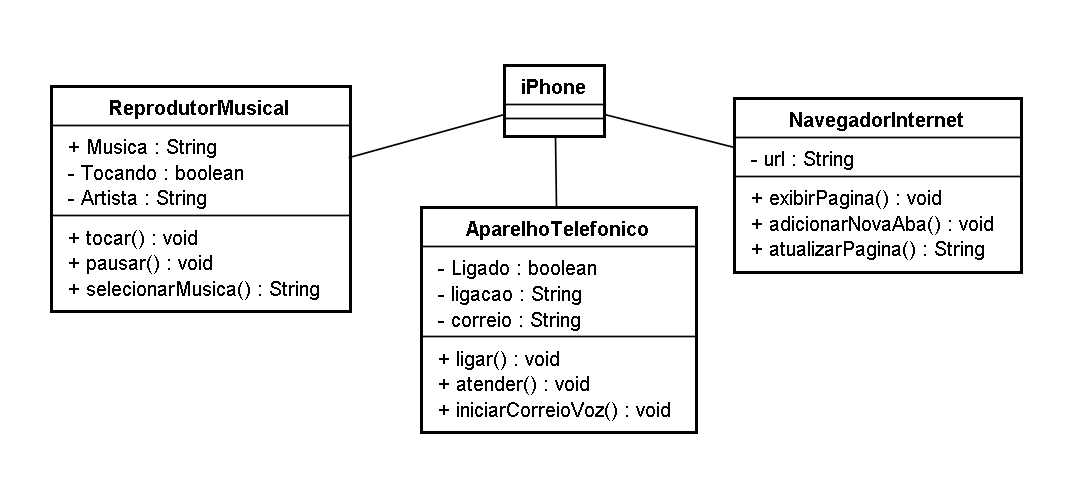 iPhone
ReprodutorMusical
+ Musica : String
- Tocando : boolean
- Artista : String
+ tocar() : void
+ pausar() : void
+ selecionarMusica() : String
AparelhoTelefonico
- Ligado : boolean
- ligacao : String
- correio : String
+ ligar() : void
+ atender() : void
+ iniciarCorreioVoz() : void
NavegadorInternet
- url : String
+ exibirPagina() : void
+ adicionarNovaAba() : void
+ atualizarPagina() : String